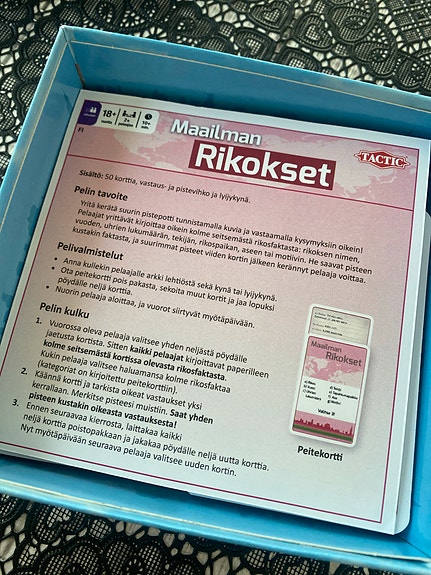 18+
vuotta
2+
pelaajaa
10+
min.
FI
Maailman
Rikokset
TACTIC
Sisältö: 50 korttia, vastaus- ja pistevihko ja lyijykynä.
Pelin tavoite
Yritä kerätä suurin pistepotti tunnistamalla kuvia ja vastaamalla kysymyksiin oikein!
Pelaajat yrittävät kirjoittaa oikein kolme seitsemästä rikosfaktasta: rikoksen nimen,
vuoden, uhrien lukumäärän, tekijän, rikospaikan, aseen tai motiivin. He saavat pisteen
kustakin faktasta, ja suurimmat pisteet viiden kortin jälkeen kerännyt pelaaja voittaa.
Pelivalmistelut
• Anna kullekin pelaajalle arkki lehtiöstä sekä kynä tai lyijykynä.
• Ota peitekortti pois pakasta, sekoita muut kortit ja jaa lopuksi
pöydälle neljä korttia.
• Nuorin pelaaja aloittaa, ja vuorot siirtyvät myötäpäivään.
Pelin kulku
1. Vuorossa oleva pelaaja valitsee yhden neljästä pöydälle
jaetusta kortista. Sitten kaikki pelaajat kirjoittavat paperilleen
kolme seitsemästä kortissa olevasta rikosfaktasta.
Kukin pelaaja valitsee haluamansa kolme rikosfaktaa
(kategoriat on kirjoitettu peitekorttiin).
2. Käännä kortti ja tarkista oikeat vastaukset yksi
kerrallaan. Merkitse pisteesi muistiin. Saat yhden
pisteen kustakin oikeasta vastauksesta!
3. Ennen seuraavaa kierrosta, laittakaa kaikki
neljä korttia poistopakkaan ja jakakaa pöydälle neljä uutta korttia.
Nyt myötäpäivään seuraava pelaaja valitsee uuden kortin.
Maailman
Rikokset
Valitse 3!
Peitekortti